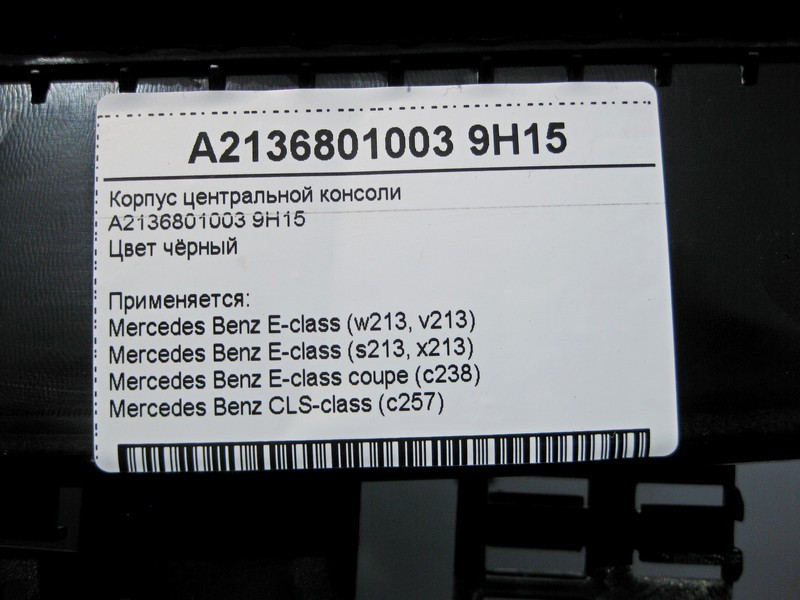 A2136801003 9H15
Корпус центральной консоли
A2136801003 9H15
Цвет чёрный
Применяется:
Mercedes Benz E-class (w213, v213)
Mercedes Benz E-class (s213, x213)
Mercedes Benz E-class coupe (c238)
Mercedes Benz CLS-class (c257)